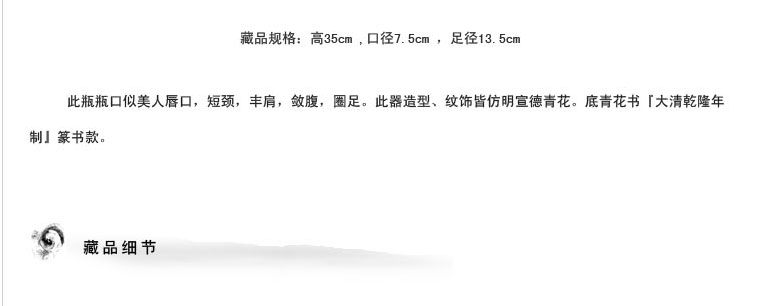 藏品规格：高35cm ,口径7.5cm ，足径13.5cm
此瓶瓶口似美人唇口，短颈，丰肩，敛腹，圈足。此器造型、纹饰皆仿明宣德青花。底青花书『大清乾隆年
制』篆书款。
藏品细节